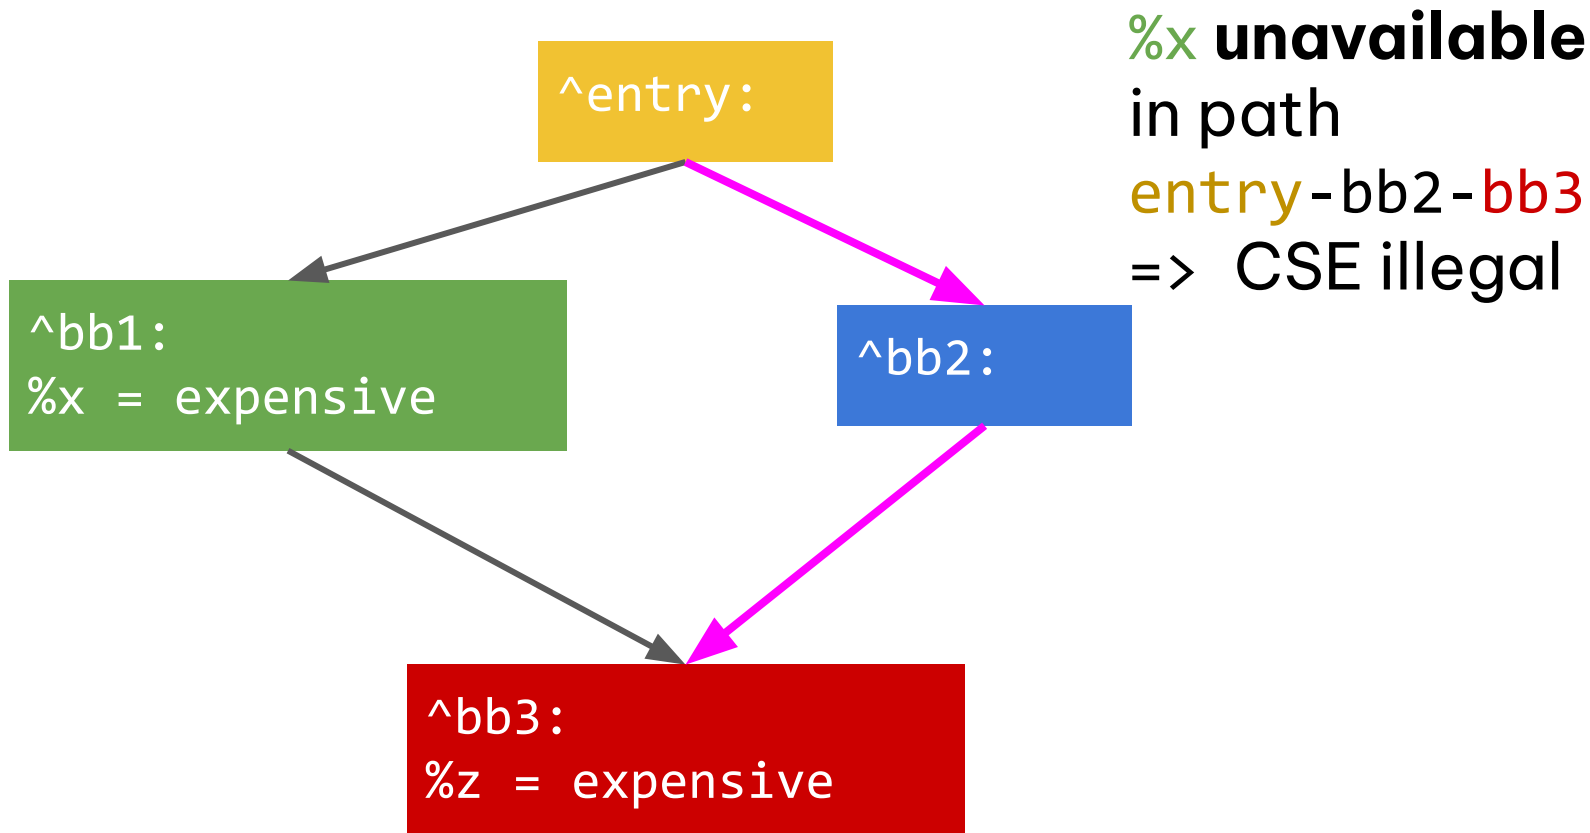 %x unavailable
in path
entry-bb2-bb3
=> CSE illegal
^entry:
^bb1:
%x = expensive
^bb2:
^bb3:
%z = expensive